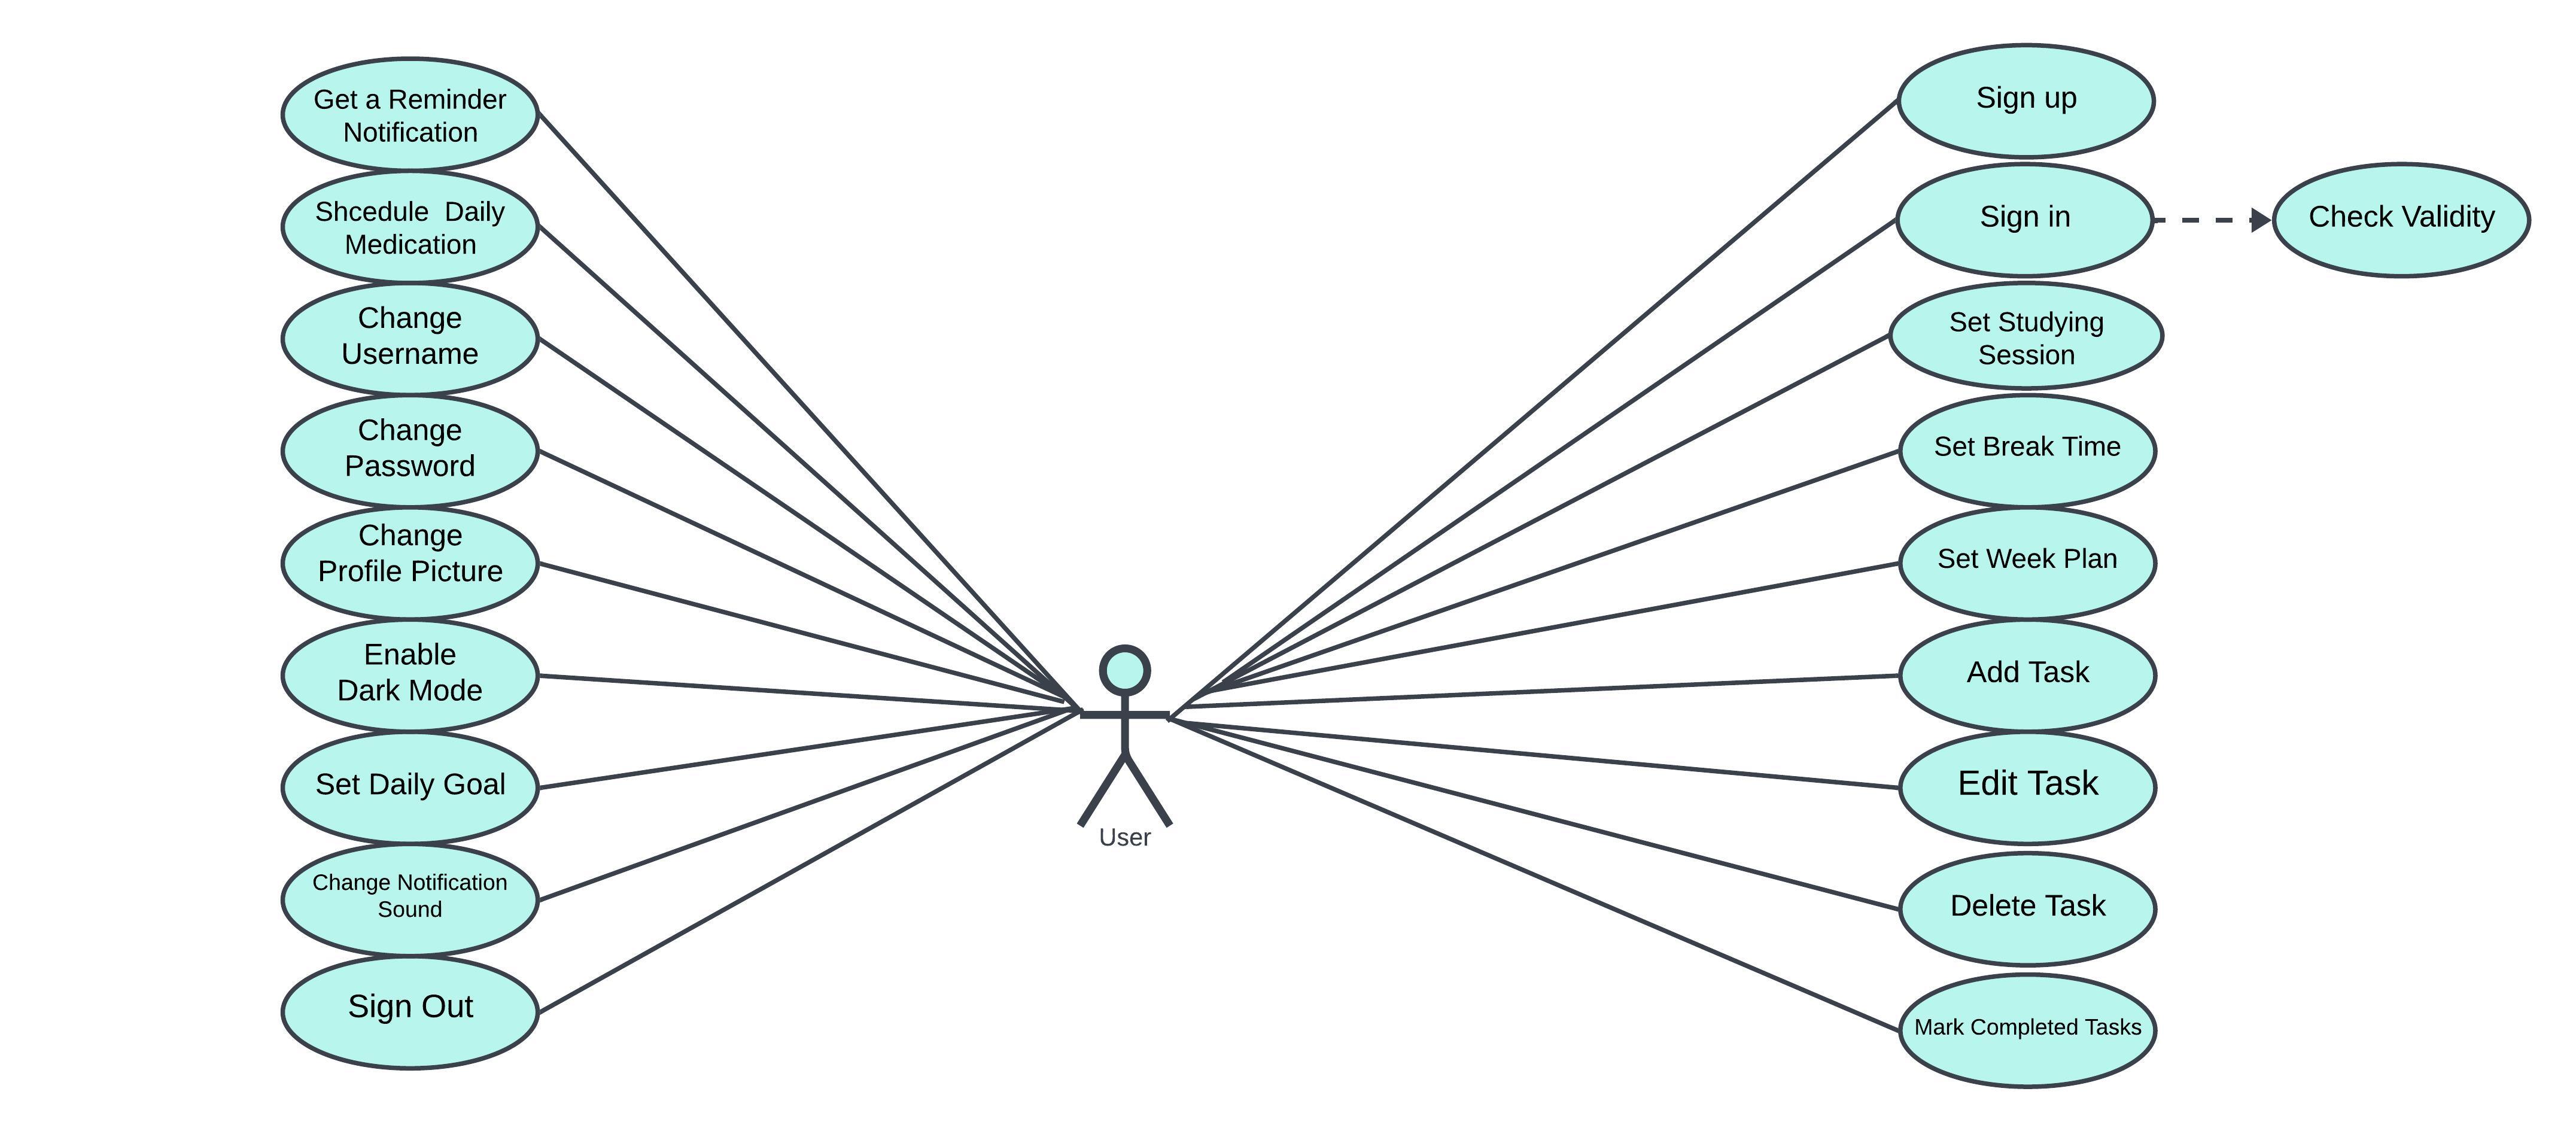 Get a Reminder
Notification
Shcedule  Daily
Medication
Change
Username
Change
Password
Change
Profile Picture
Enable
Dark Mode
Set Daily Goal
Change Notification
Sound
Sign Out
User
Sign up
Sign in
Check Validity
Set Studying
Session
Set Break Time
Set Week Plan
Add Task
Edit Task
Delete Task
Mark Completed Tasks